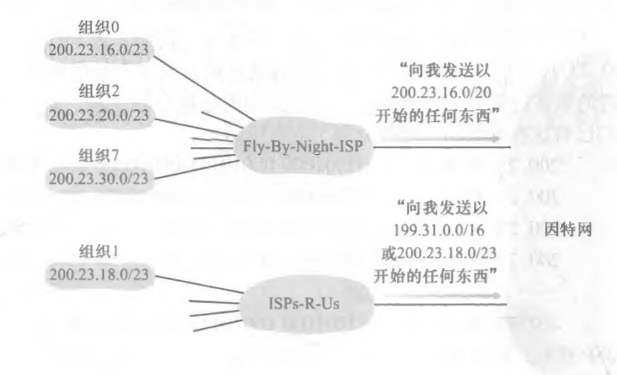 组织0
200.23.16.0/23
组织2
200.23.20.0/23
组织7
200.23.30.0/23
Fly-By-Night-ISP
“向我发送以
200.23.16.0/20
开始的任何东西”
组织1
200.23.18.0/23
ISPs-R-Us
“向我发送以
199.31.0.0/16
或200.23.18.0/23
开始的任何东西”
因特网